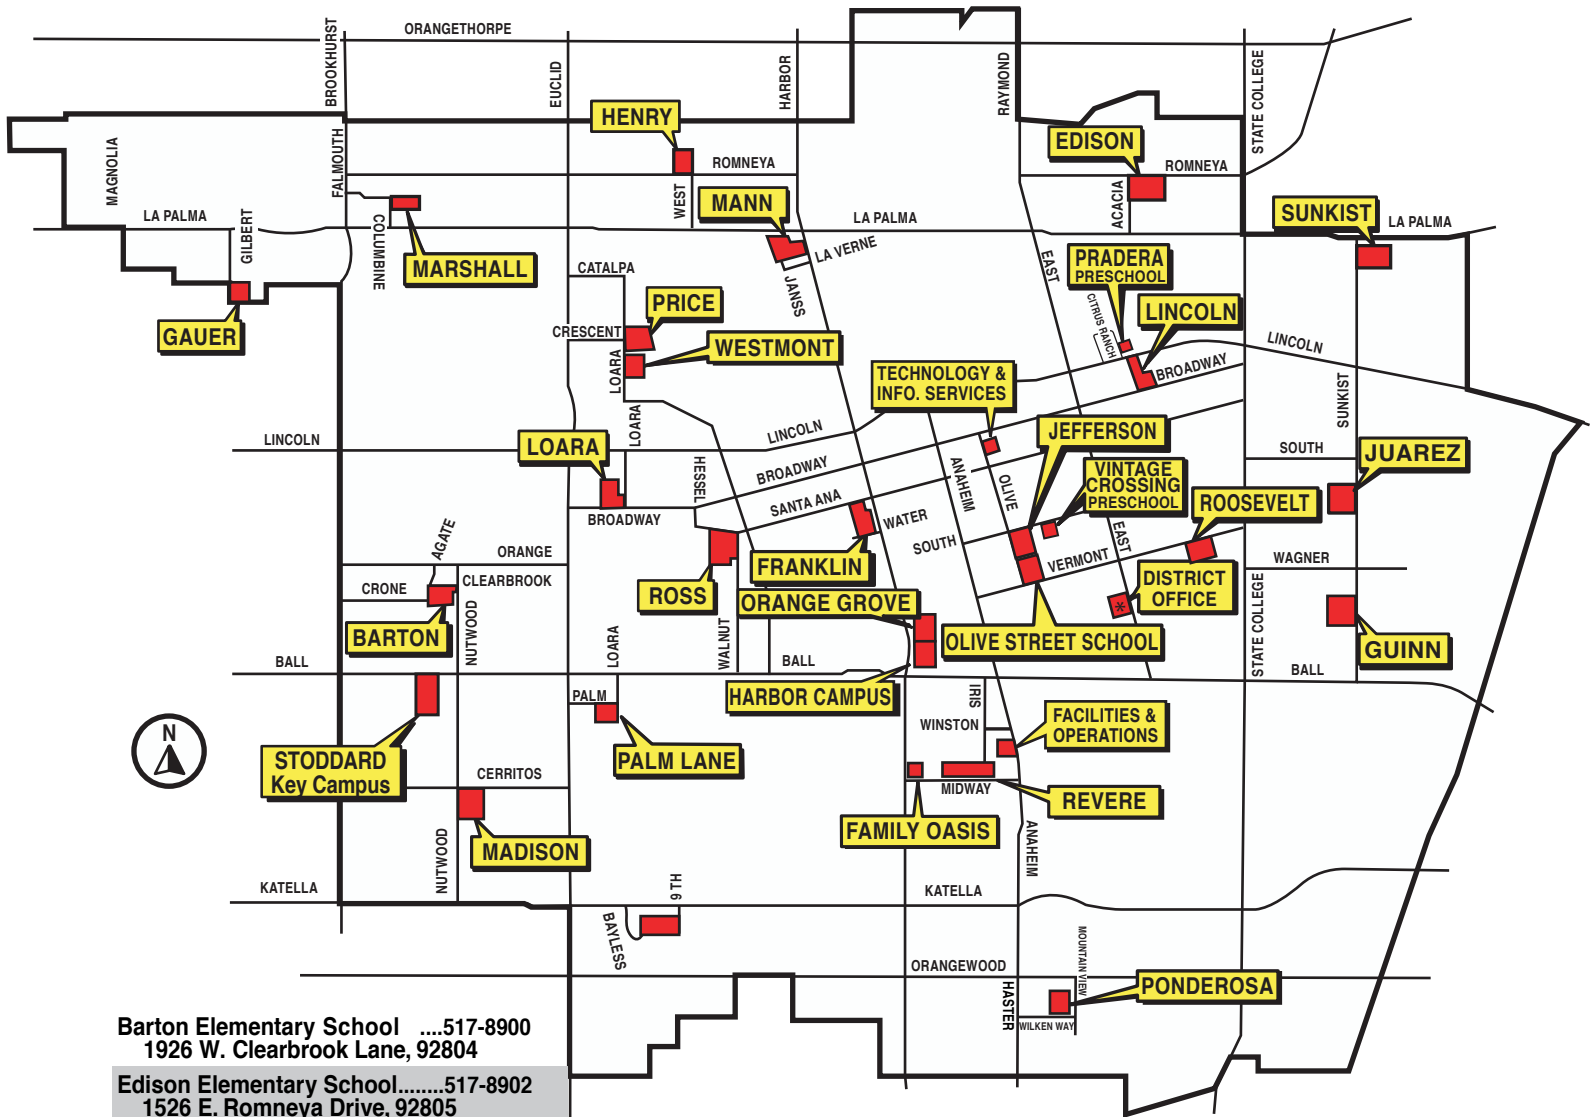 ORANGETHORPE
BROOKHURST
EUCLID
HARBOR
RAYMOND
STATE COLLEGE
HENRY
EDISON
MAGNOLIA
FALMOUTH
ROMNEYA
ROMNEYA
WEST
MANN
ACACIA
SUNKIST
LA PALMA
GILBERT
COLUMBINE
LA PALMA
LA PALMA
MARSHALL
LA VERNE
EAST
PRADERA
PRESCHOOL
CATALPA
JANSS
GAUER
PRICE
CITRUS RANCH
LINCOLN
CRESCENT
WESTMONT
LOARA
LINCOLN
TECHNOLOGY &
INFO. SERVICES
BROADWAY
SUNKIST
LOARA
LINCOLN
LINCOLN
LOARA
JEFFERSON
SOUTH
JUAREZ
HESSEL
BROADWAY
ANAHEIM
OLIVE
VINTAGE
CROSSING
PRESCHOOL
ROOSEVELT
SANTA ANA
BROADWAY
WATER
SOUTH
EAST
AGATE
ORANGE
FRANKLIN
VERMONT
WAGNER
CRONE
CLEARBROOK
ROSS
ORANGE GROVE
DISTRICT
OFFICE
*
STATE COLLEGE
BARTON
NUTWOOD
LOARA
WALNUT
OLIVE STREET SCHOOL
GUINN
BALL
BALL
BALL
HARBOR CAMPUS
PALM
IRIS
WINSTON
FACILITIES &
OPERATIONS
N
STODDARD
Key Campus
PALM LANE
CERRITOS
MIDWAY
REVERE
FAMILY OASIS
MADISON
NUTWOOD
ANAHEIM
KATELLA
9 TH
KATELLA
BAYLESS
ORANGEWOOD
MOUNTAIN VIEW
PONDEROSA
HASTER
WILKEN WAY
Barton Elementary School ....517-8900
1926 W. Clearbrook Lane, 92804
Edison Elementary School........517-8902
1526 E. Romneya Drive, 92805